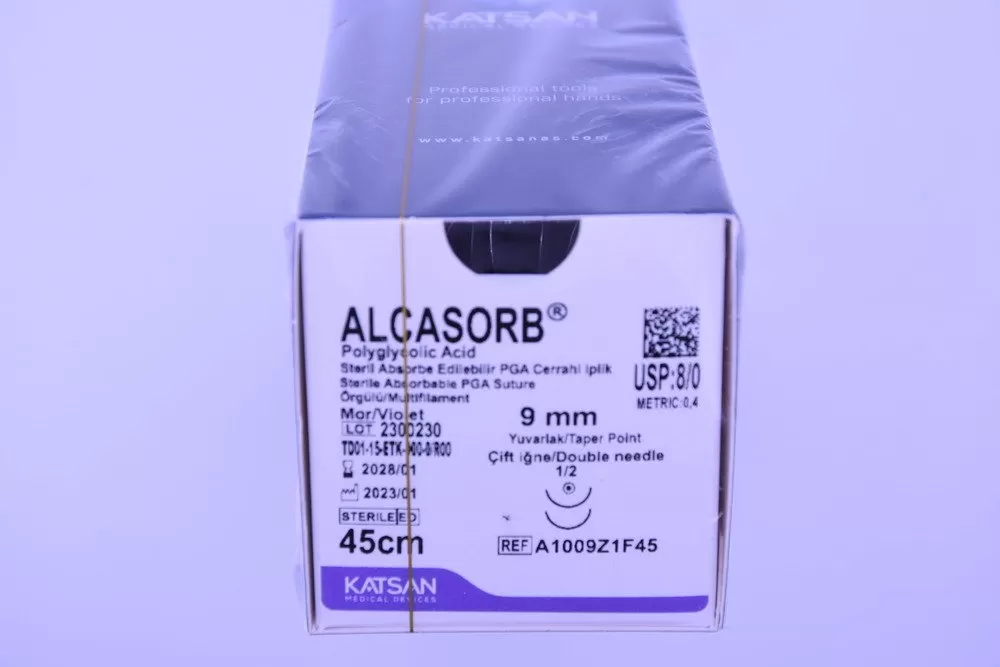 KATSAN
MEDICAL DEVICES
Professional tools
for professional hands
www.katsanas.com
ALCASORB®
Polyglycolic Acid
Steril Absorbe Edilebilir PGA Cerrahi İplik
Sterile Absorbable PGA Suture
Örgülü/Multifilament
Mor/Violet
LOT 2300230
2028/01
2023/01
STERILE EO
45cm
USP:8/0
METRIC:0,4
9 mm
Yuvarlak/Taper Point
Çift iğne/Double needle
1/2
REF A1009Z1F45
KATSAN
MEDICAL DEVICES